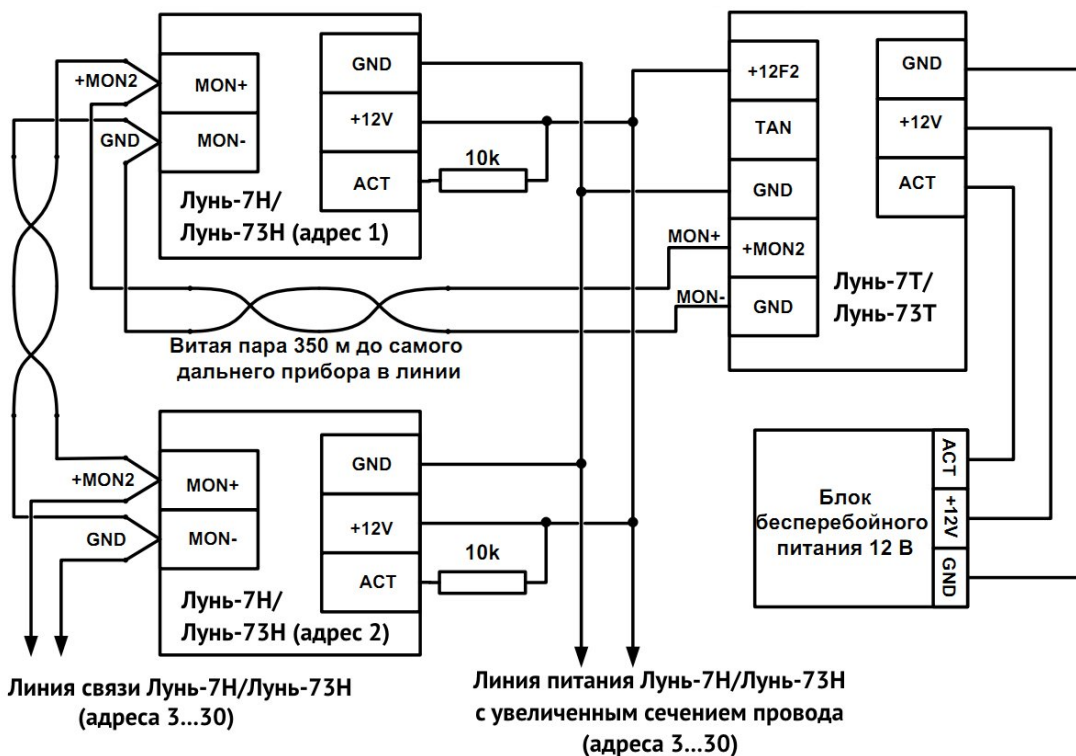 +MON2
GND
MON+
MON-
GND
+12V
ACT
10k
Лунь-7Н/
Лунь-73Н (адрес 1)
+12F2
TAN
GND
+MON2
GND
MON+
MON-
GND
+12V
ACT
Лунь-7Т/
Лунь-73Т
Витая пара 350 м до самого
дальнего прибора в линии
+MON2
GND
MON+
MON-
GND
+12V
ACT
10k
Лунь-7Н/
Лунь-73Н (адрес 2)
Блок
бесперебойного
питания 12 В
ACT
+12V
GND
Линия связи Лунь-7Н/Лунь-73Н
(адреса 3...30)
Линия питания Лунь-7Н/Лунь-73Н
с увеличенным сечением провода
(адреса 3...30)